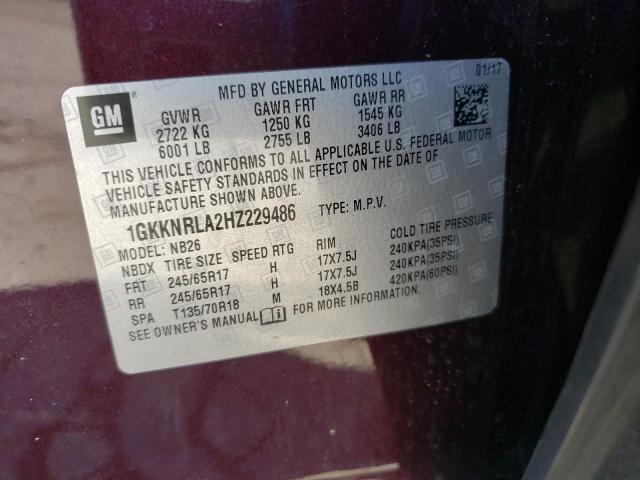 MFD BY GENERAL MOTORS LLC 01/17
GM
GVWR GAWR FRT GAWR RR
2722 KG 1250 KG 1545 KG
6001 LB 2755 LB 3406 LB
THIS VEHICLE CONFORMS TO ALL APPLICABLE U.S. FEDERAL MOTOR
VEHICLE SAFETY STANDARDS IN EFFECT ON THE DATE OF
MANUFACTURE SHOWN ABOVE.
1GKKNRLA2HZ229486 TYPE: M.P.V.
MODEL: NB26
NBDX TIRE SIZE SPEED RTG RIM COLD TIRE PRESSURE
FRT 245/65R17 H 17X7.5J 240KPA(35PSI)
RR 245/65R17 H 17X7.5J 240KPA(35PSI)
SPA T135/70R18 M 18X4.5B 420KPA(60PSI)
SEE OWNER'S MANUAL FOR MORE INFORMATION.